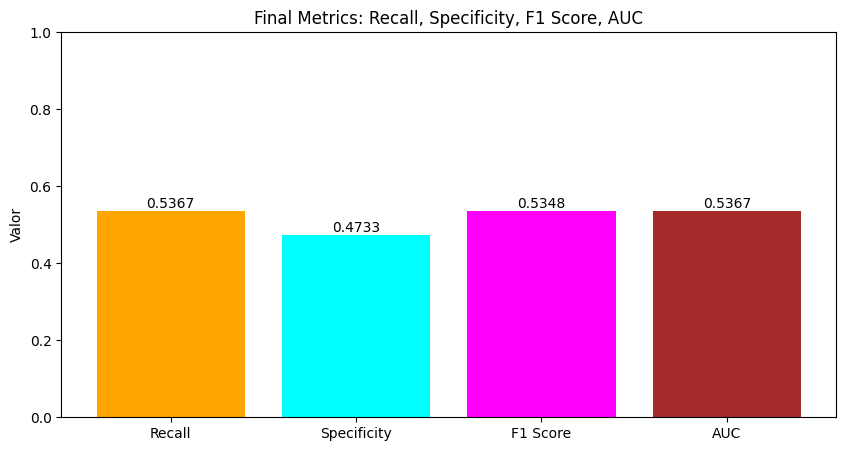 Final Metrics: Recall, Specificity, F1 Score, AUC
Valor
1.0
0.8
0.6
0.4
0.2
0.0
0.5367
0.4733
0.5348
0.5367
Recall
Specificity
F1 Score
AUC